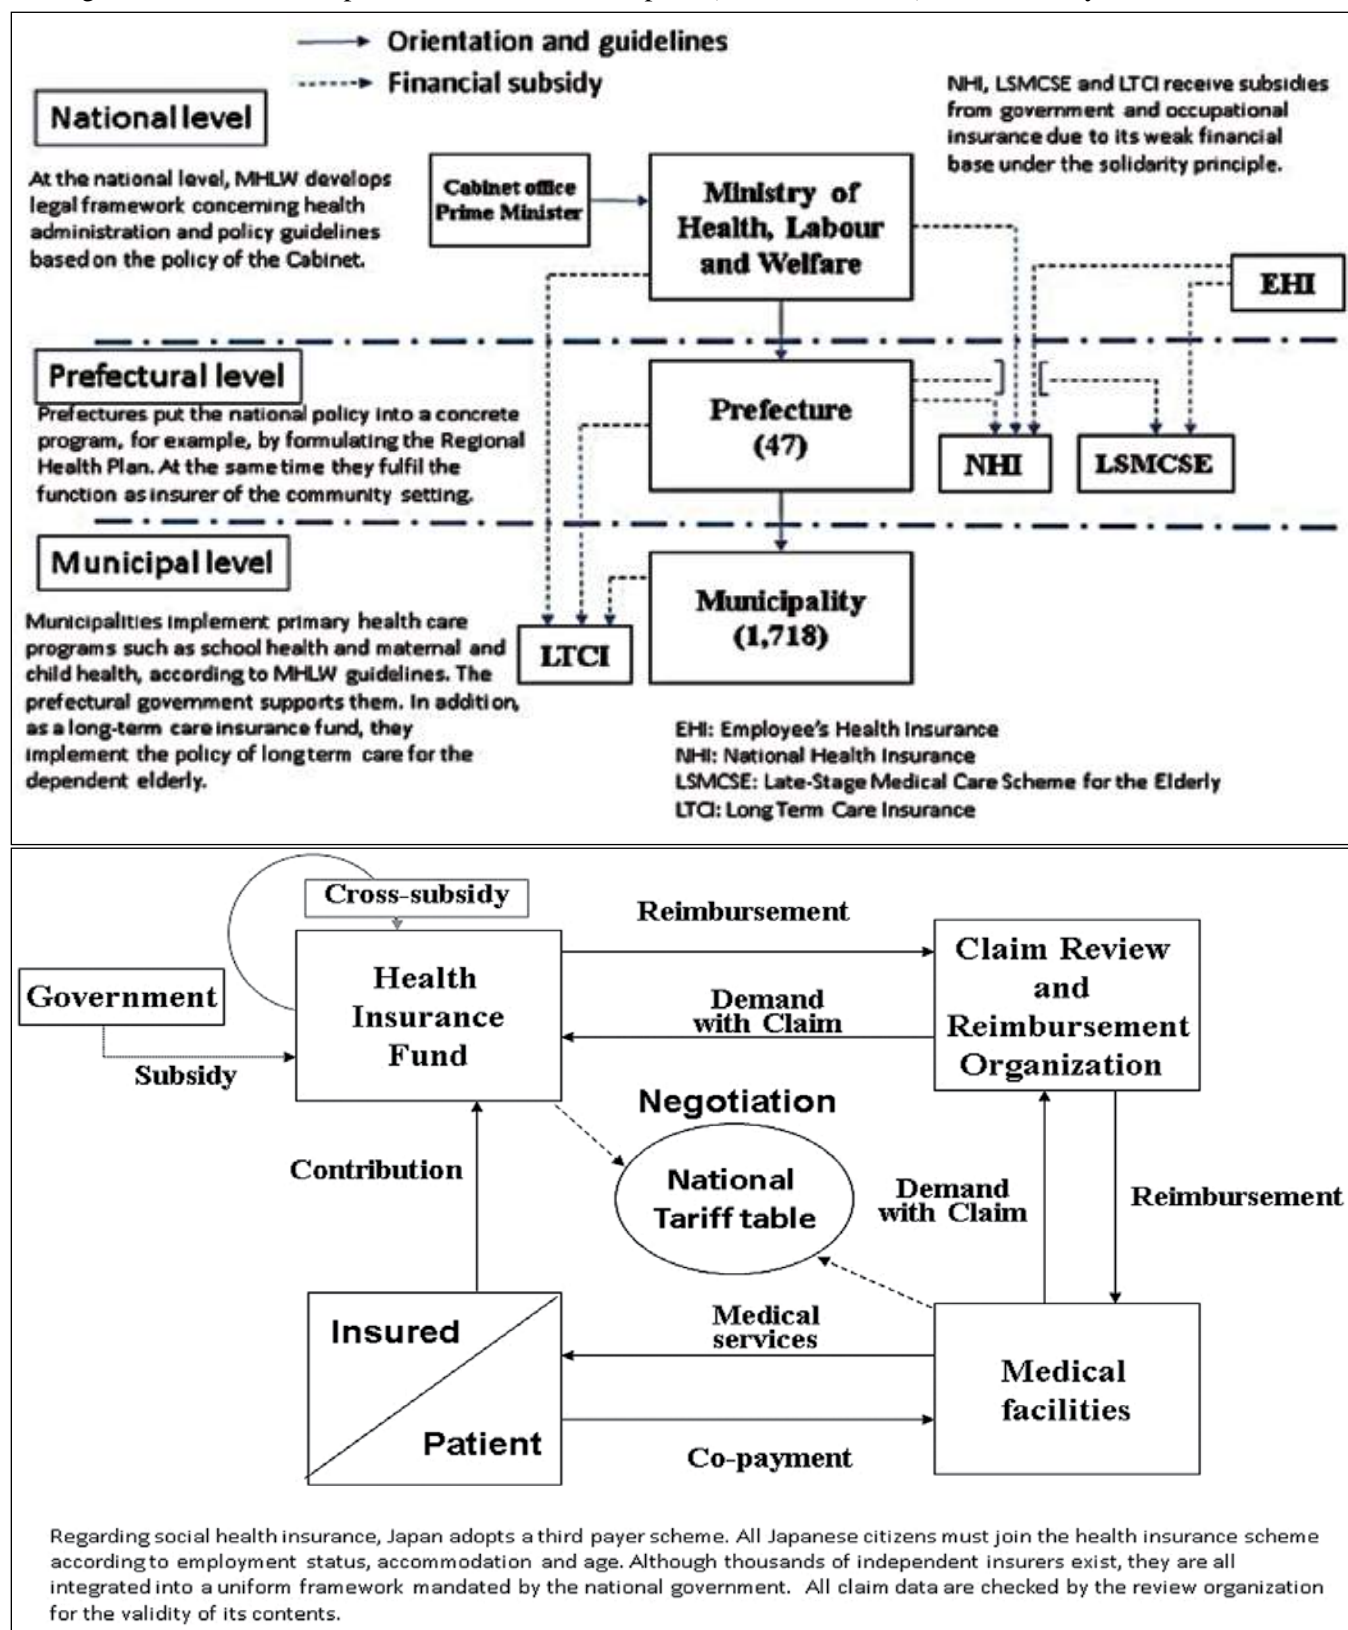 Orientation and guidelines
Financial subsidy
National level
At the national level, MHLW develops
legal framework concerning health
administration and policy guidelines
based on the policy of the Cabinet.
Cabinet office
Prime Minister
Ministry of
Health, Labour
and Welfare
NHI, LSMCSE and LTCI receive subsidies
from government and occupational
insurance due to its weak financial
base under the solidarity principle.
EHI
Prefectural level
Prefectures put the national policy into a concrete
program, for example, by formulating the Regional
Health Plan. At the same time they fulfil the
function as insurer of the community setting.
Prefecture
(47)
NHI
LSMCSE
Municipal level
Municipalities implement primary health care
programs such as school health and maternal and
child health, according to MHLW guidelines. The
prefectural government supports them. In addition,
as a long-term care insurance fund, they
implement the policy of long term care for the
dependent elderly.
LTCI
Municipality
(1,718)
EHI: Employee's Health Insurance
NHI: National Health Insurance
LSMCSE: Late-Stage Medical Care Scheme for the Elderly
LTCI: Long Term Care Insurance
Cross-subsidy
Government
Subsidy
Health
Insurance
Fund
Reimbursement
Demand
with Claim
Claim Review
and
Reimbursement
Organization
Negotiation
National
Tariff table
Contribution
Demand
with Claim
Reimbursement
Insured
Patient
Medical
services
Co-payment
Medical
facilities
Regarding social health insurance, Japan adopts a third payer scheme. All Japanese citizens must join the health insurance scheme
according to employment status, accommodation and age. Although thousands of independent insurers exist, they are all
integrated into a uniform framework mandated by the national government. All claim data are checked by the review organization
for the validity of its contents.